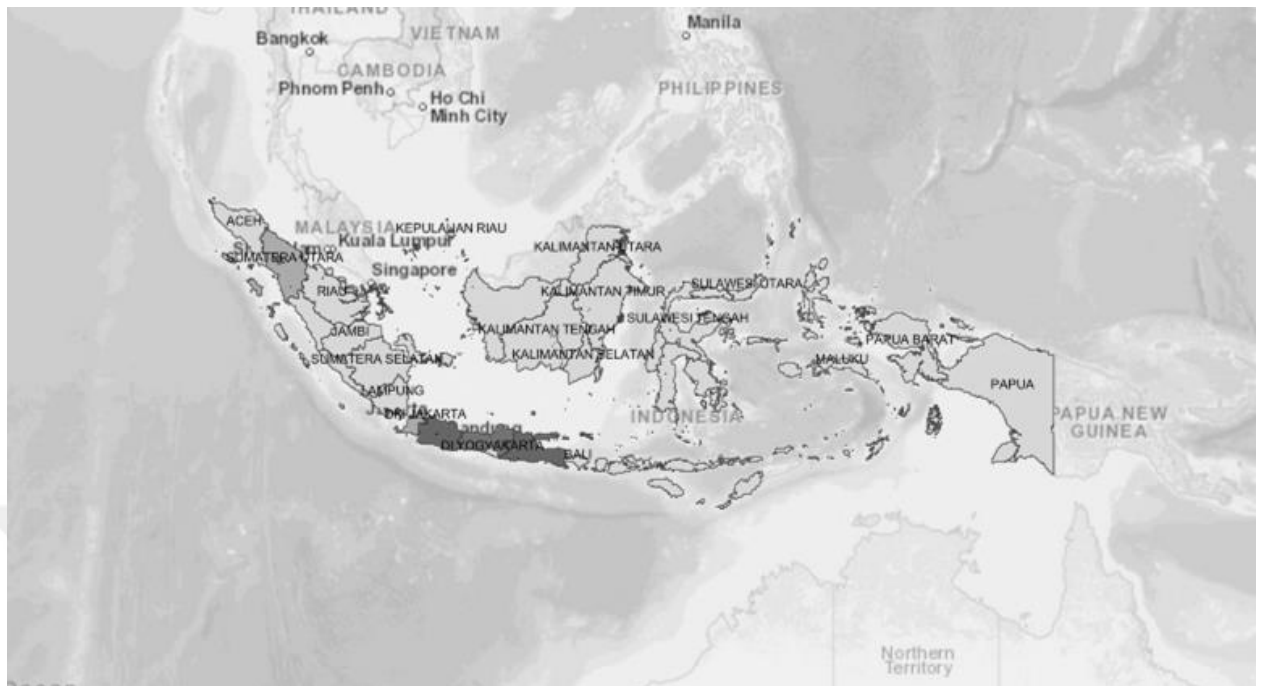 THAILAND
Manila
Bangkok
VIETNAM
CAMBODIA
Phnom Penh
PHILIPPINES
Ho Chi
Minh City
ACEH
MALAYSIA
KEPULAUAN RIAU
Kuala Lumpur
KALIMANTAN UTARA
SUMATERA UTARA
Singapore
SULAWESI UTARA
RIAU
KALIMANTAN TIMUR
SULAWESI TENGAH
JAMBI
KALIMANTAN TENGAH
PAPUA BARAT
SUMATERA SELATAN
KALIMANTAN SELATAN
MALUKU
PAPUA
LAMPUNG
DKI JAKARTA
INDONESIA
PAPUA NEW
GUINEA
DI YOGYAKARTA
BALI
Northern
Territory